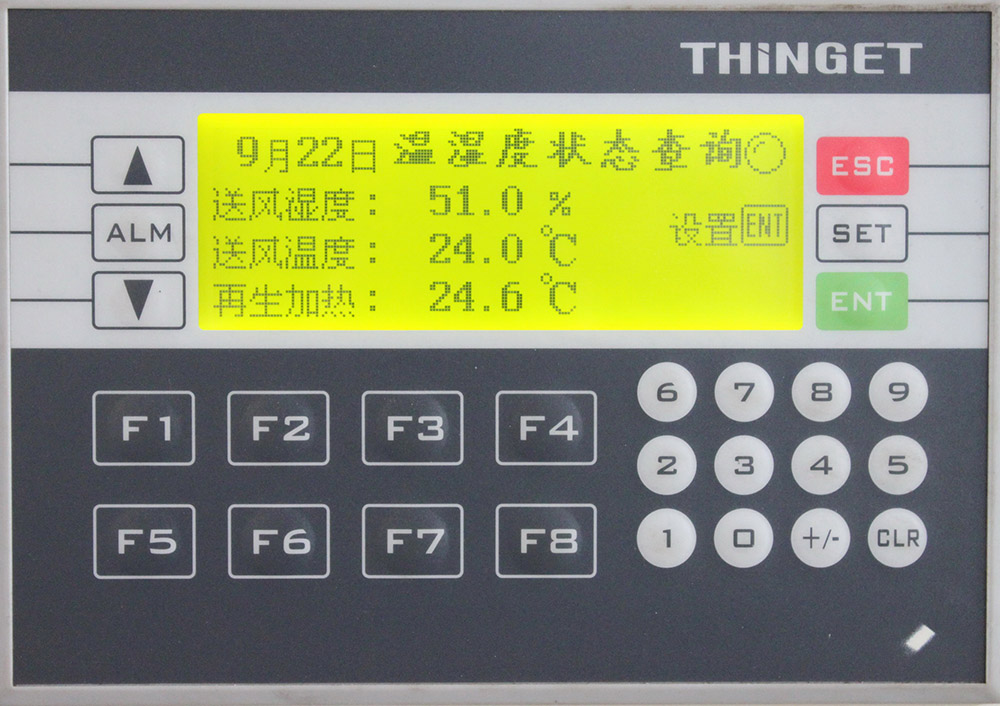 THiNGET
9月22日 温湿度状态查询
送风湿度： 51.0 %
设置ENT
送风温度： 24.0 ℃
再生加热： 24.6 ℃
ALM
ESC
SET
ENT
F1 F2 F3 F4
F5 F6 F7 F8
6 7 8 9
2 3 4 5
1 0 +/- CLR